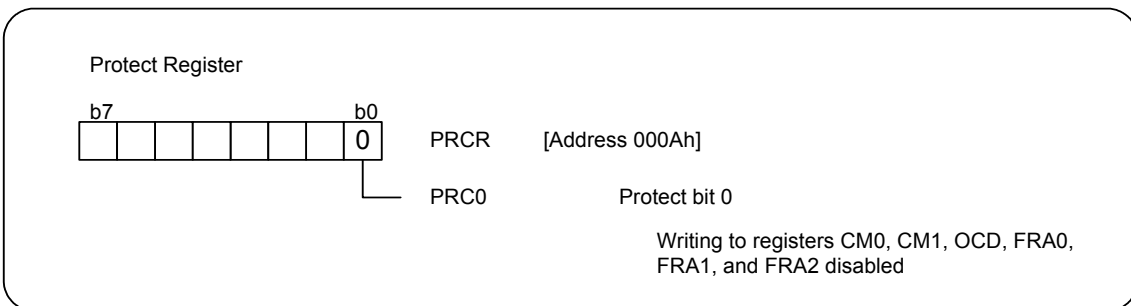 Protect Register
b7 b0
0 PRCR [Address 000Ah]
PRC0 Protect bit 0
Writing to registers CM0, CM1, OCD, FRA0,
FRA1, and FRA2 disabled